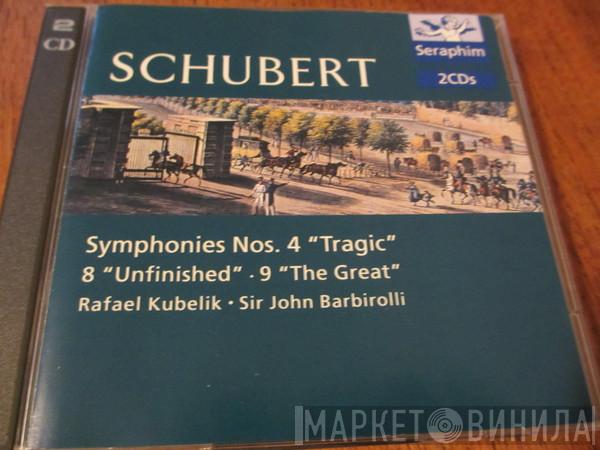 2
CD
Seraphim
2CDs
SCHUBERT
Symphonies Nos. 4 “Tragic”
8 “Unfinished” · 9 “The Great”
Rafael Kubelik · Sir John Barbirolli
МАРКЕТ ВИНИЛА